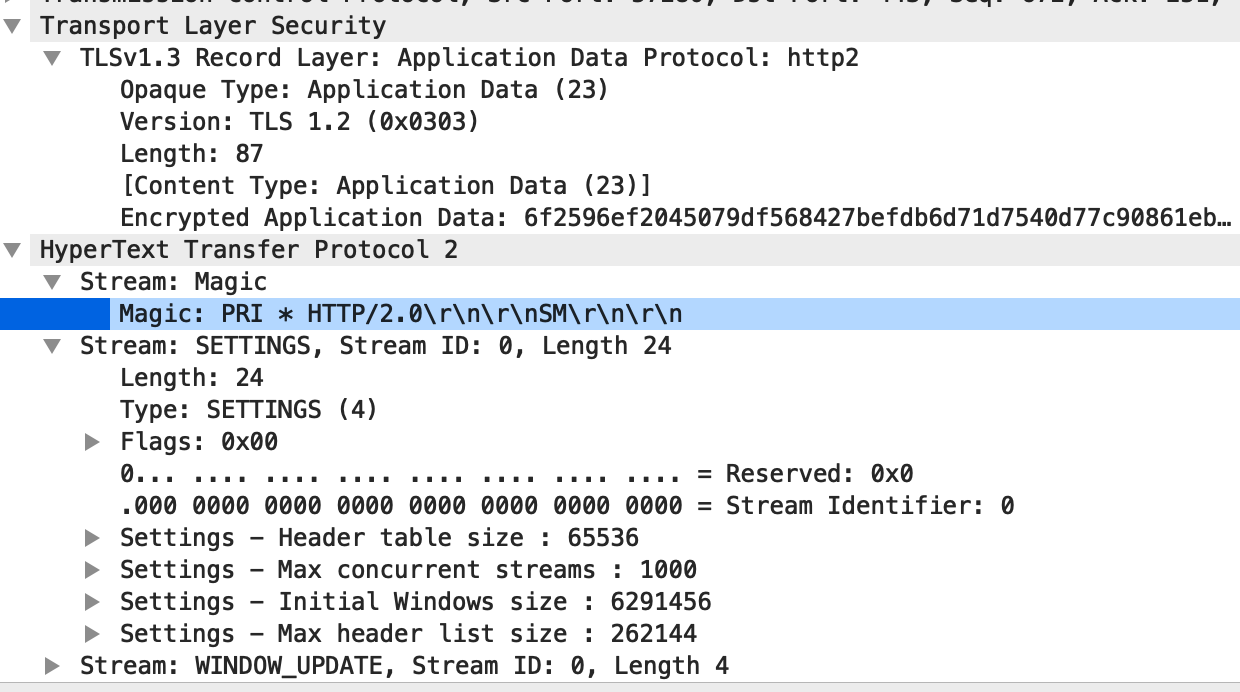 Transport Layer Security
TLSv1.3 Record Layer: Application Data Protocol: http2
Opaque Type: Application Data (23)
Version: TLS 1.2 (0x0303)
Length: 87
[Content Type: Application Data (23)]
Encrypted Application Data: 6f2596ef2045079df568427befdb6d71d7540d77c90861eb…
HyperText Transfer Protocol 2
Stream: Magic
Magic: PRI * HTTP/2.0\r\n\r\nSM\r\n\r\n
Stream: SETTINGS, Stream ID: 0, Length 24
Length: 24
Type: SETTINGS (4)
Flags: 0x00
0... .... .... .... .... .... .... .... = Reserved: 0x0
.000 0000 0000 0000 0000 0000 0000 0000 = Stream Identifier: 0
Settings - Header table size : 65536
Settings - Max concurrent streams : 1000
Settings - Initial Windows size : 6291456
Settings - Max header list size : 262144
Stream: WINDOW_UPDATE, Stream ID: 0, Length 4